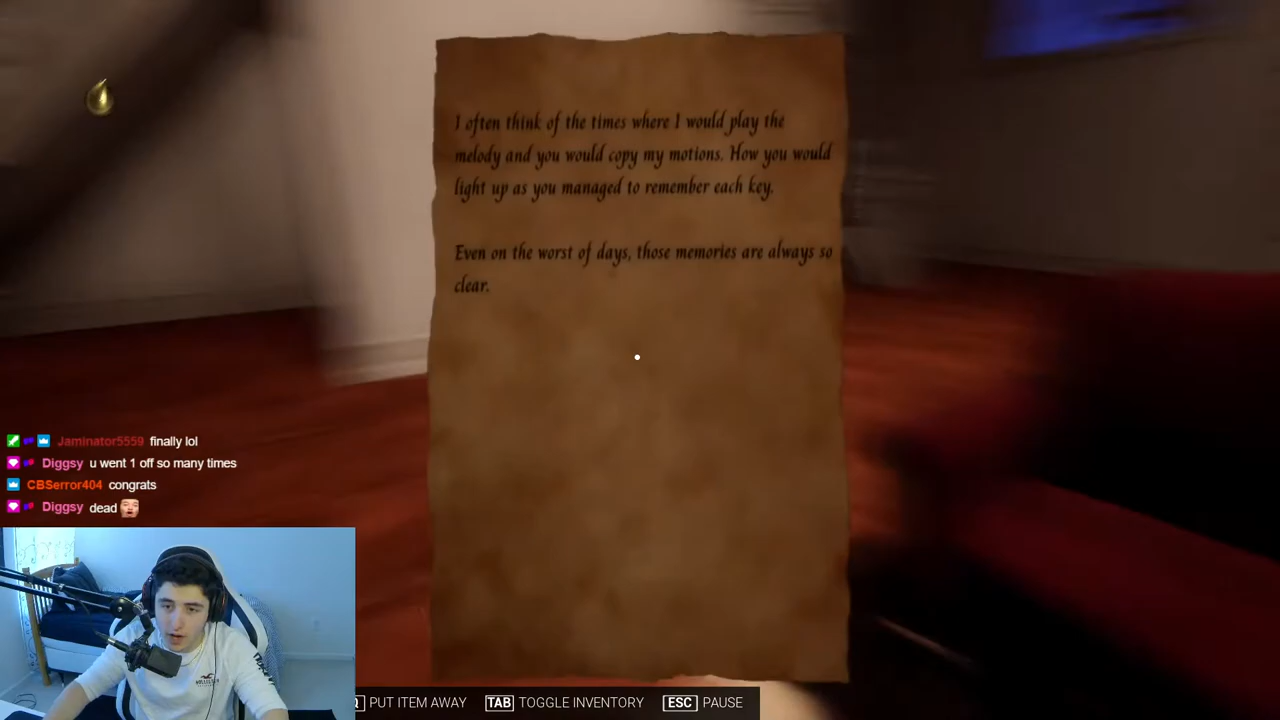 I often think of the times where I would play the
melody and you would copy my motions. How you would
light up as you managed to remember each key.
Even on the worst of days, those memories are always so
clear.
Jaminator5559 finally lol
Diggsy u went 1 off so many times
CBSerror404 congrats
Diggsy dead
PUT ITEM AWAY TAB TOGGLE INVENTORY ESC PAUSE